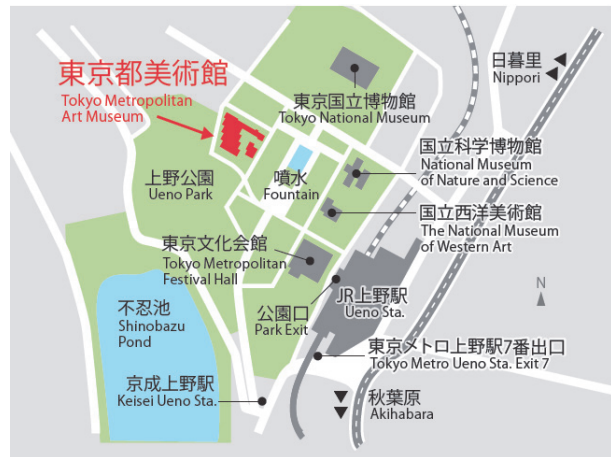 日暮里
Nippori
東京都美術館
Tokyo Metropolitan
Art Museum
東京国立博物館
Tokyo National Museum
国立科学博物館
National Museum
of Nature and Science
上野公園
Ueno Park
噴水
Fountain
国立西洋美術館
The National Museum
of Western Art
東京文化会館
Tokyo Metropolitan
Festival Hall
N
JR上野駅
Ueno Sta.
不忍池
Shinobazu
Pond
公園口
Park Exit
東京メトロ上野駅7番出口
Tokyo Metro Ueno Sta. Exit 7
京成上野駅
Keisei Ueno Sta.
秋葉原
Akihabara